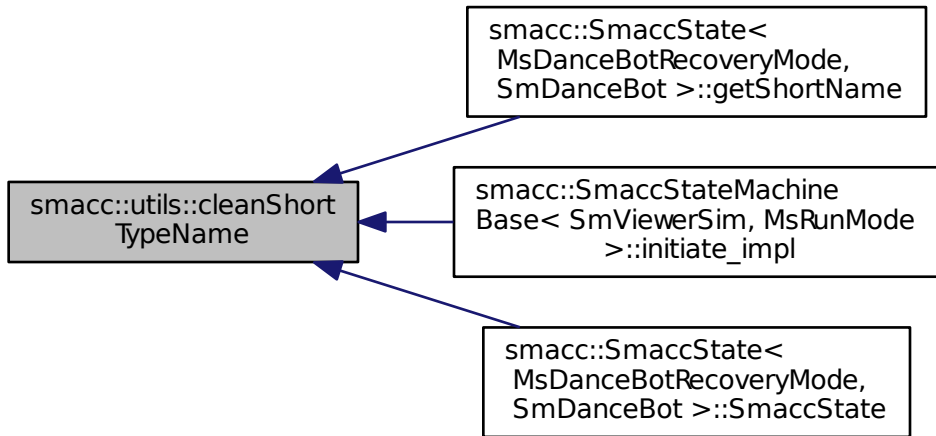 smacc::SmaccState<
MsDanceBotRecoveryMode,
SmDanceBot >::getShortName
smacc::utils::cleanShort
TypeName
smacc::SmaccStateMachine
Base< SmViewerSim, MsRunMode
>::initiate_impl
smacc::SmaccState<
MsDanceBotRecoveryMode,
SmDanceBot >::SmaccState